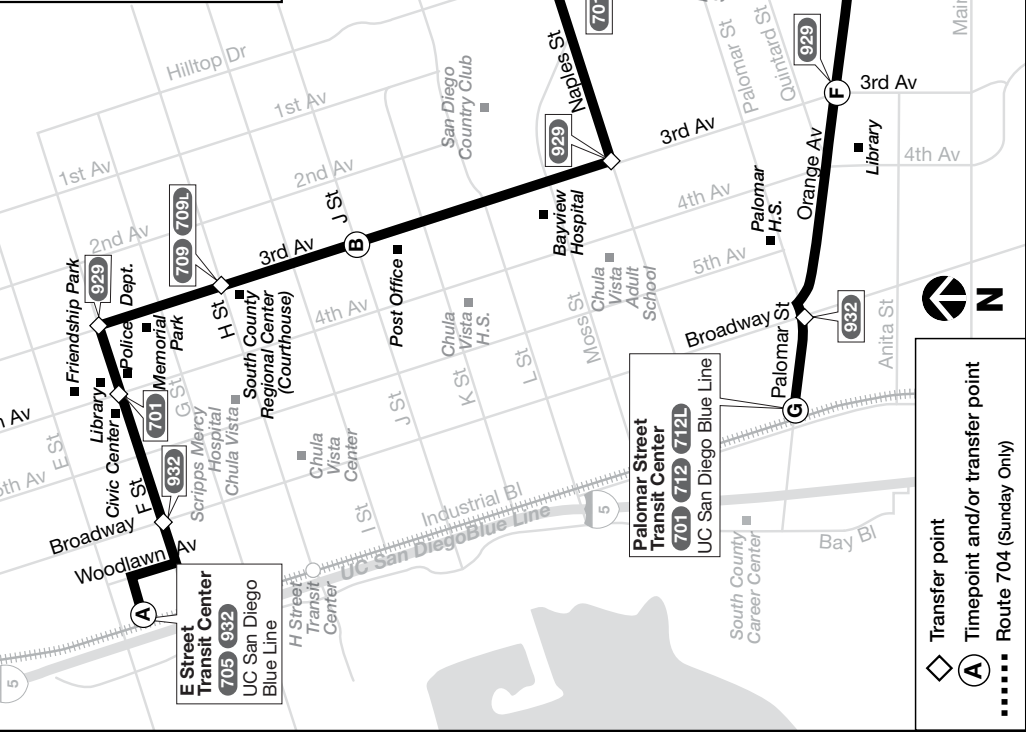 Hilltop Dr
1st Av
1st Av
2nd Av
2nd Av
San Diego
Country Club
Naples St
929
3rd Av
Palomar St
Quintard St
929
F
3rd Av
Main
Library
4th Av
4th Av
Orange Av
Palomar
H.S.
5th Av
Bayview
Hospital
709 709L
J St
B
3rd Av
Friendship Park
929
Police Dept.
Memorial
Park
H St
South County
Regional Center
(Courthouse)
4th Av
Post Office
Chula
Vista
H.S.
Chula
Vista
Adult
School
Moss St
L St
K St
J St
Broadway
Palomar St
932
Anita St
Library
Civic Center
701
G St
Scripps Mercy
Hospital
Chula Vista
E St
F St
932
Broadway
Woodlawn Av
Chula
Vista
Center
I St
Industrial Bl
UC San Diego Blue Line
5
Palomar Street
Transit Center
701 712 712L
UC San Diego Blue Line
G
A
E Street
Transit Center
705 932
UC San Diego
Blue Line
H Street
Transit
Center
South County
Career Center
Bay Bl
5
N
Transfer point
A Timepoint and/or transfer point
Route 704 (Sunday Only)